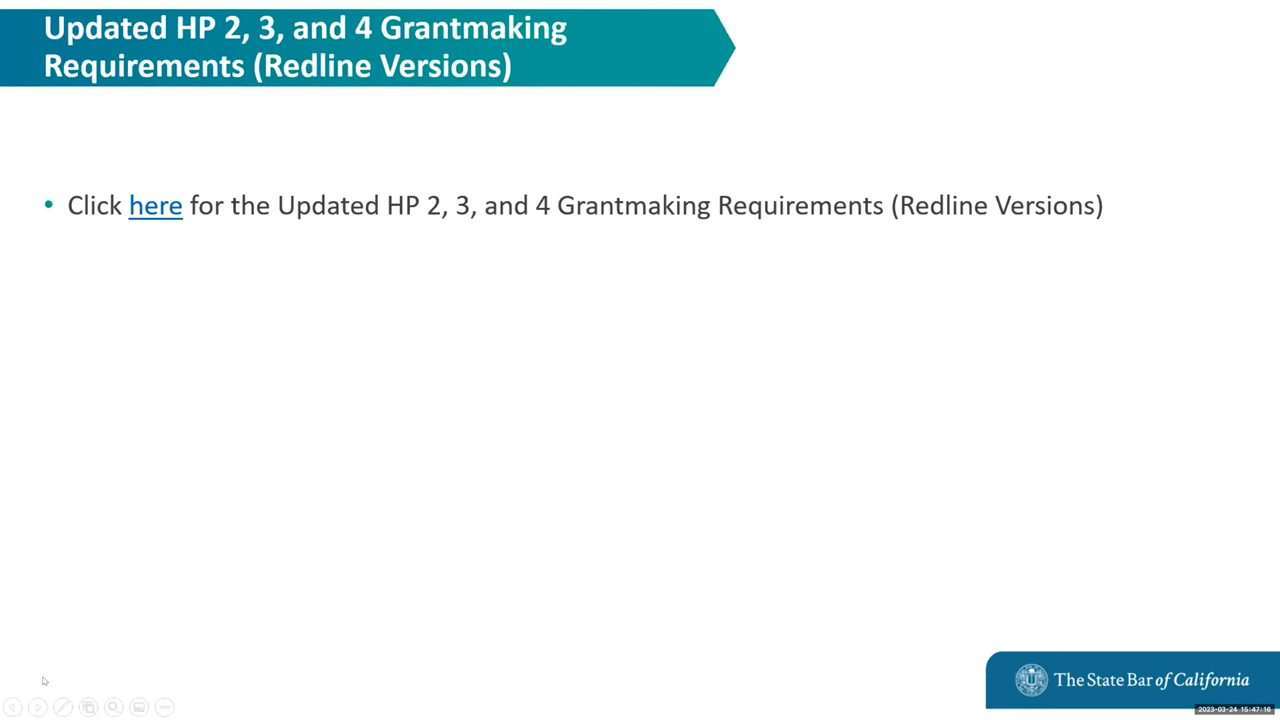 Updated HP 2, 3, and 4 Grantmaking
Requirements (Redline Versions)
• Click here for the Updated HP 2, 3, and 4 Grantmaking Requirements (Redline Versions)
The State Bar of California
2023-03-24 15:47:16